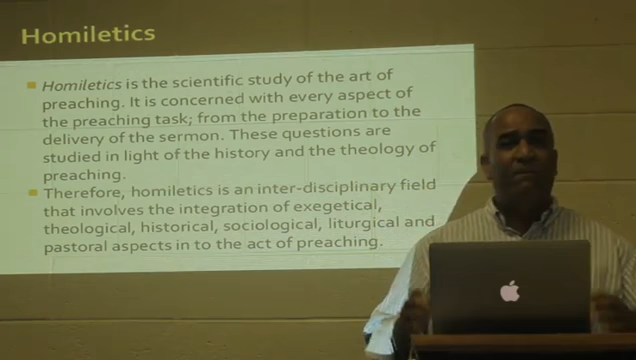 Homiletics
Homiletics is the scientific study of the art of
preaching. It is concerned with every aspect of
the preaching task; from the preparation to the
delivery of the sermon. These questions are
studied in light of the history and the theology of
preaching.
Therefore, homiletics is an inter-disciplinary field
that involves the integration of exegetical,
theological, historical, sociological, liturgical and
pastoral aspects in to the act of preaching.